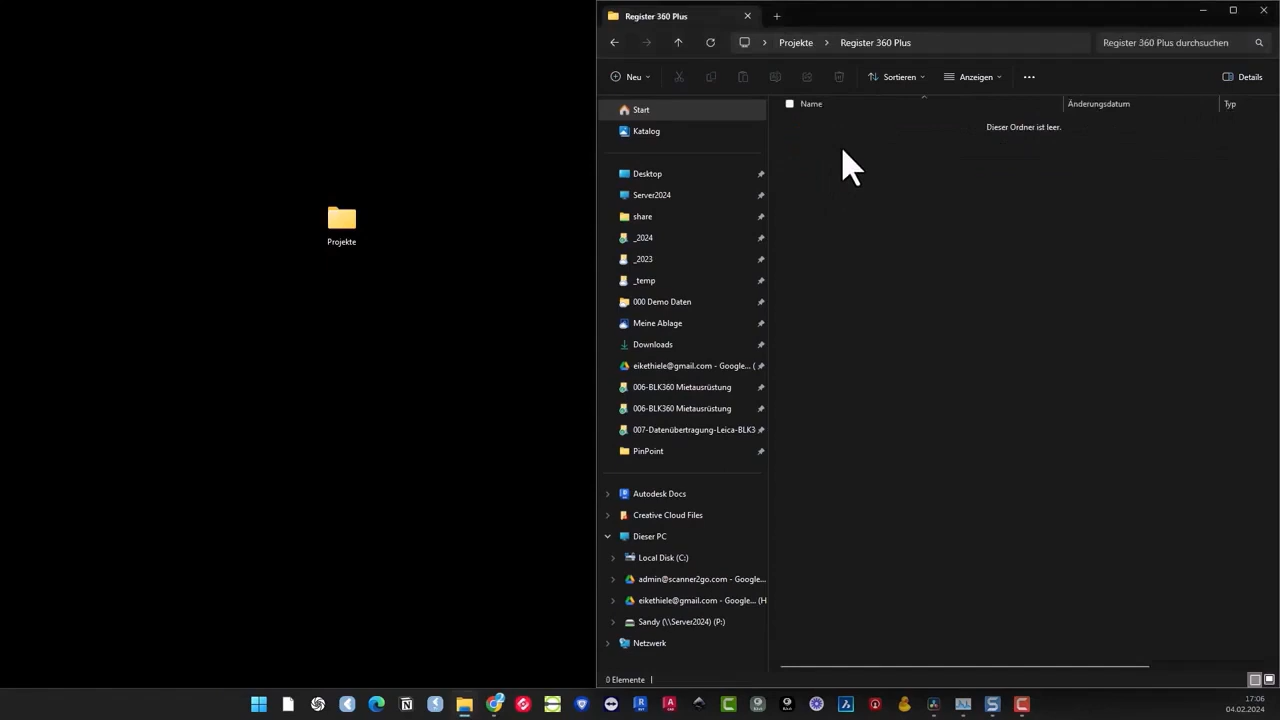 Register 360 Plus
Projekte
Register 360 Plus
Register 360 Plus durchsuchen
Neu
Sortieren
Anzeigen
Details
Name
Änderungsdatum
Typ
Dieser Ordner ist leer.
Start
Katalog
Desktop
Server2024
share
_2024
_2023
_temp
000 Demo Daten
Meine Ablage
Downloads
eikethiele@gmail.com - Google... (
006-BLK360 Mietausrüstung
006-BLK360 Mietausrüstung
007-Datenübertragung-Leica-BLK3
PinPoint
Autodesk Docs
Creative Cloud Files
Dieser PC
Local Disk (C:)
admin@scanner2go.com - Google...
eikethiele@gmail.com - Google... (H
Sandy (\\Server2024) (P:)
Netzwerk
0 Elemente
Projekte
17:06
04.02.2024